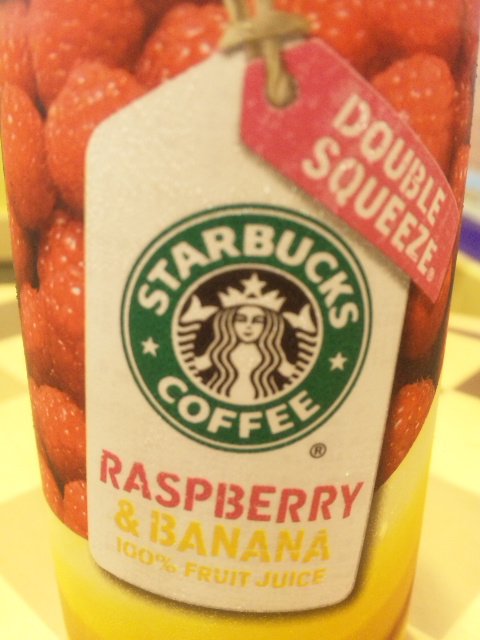 DOUBLE
SQUEEZE.
STARBUCKS
COFFEE
®
RASPBERRY
& BANANA
100% FRUIT JUICE